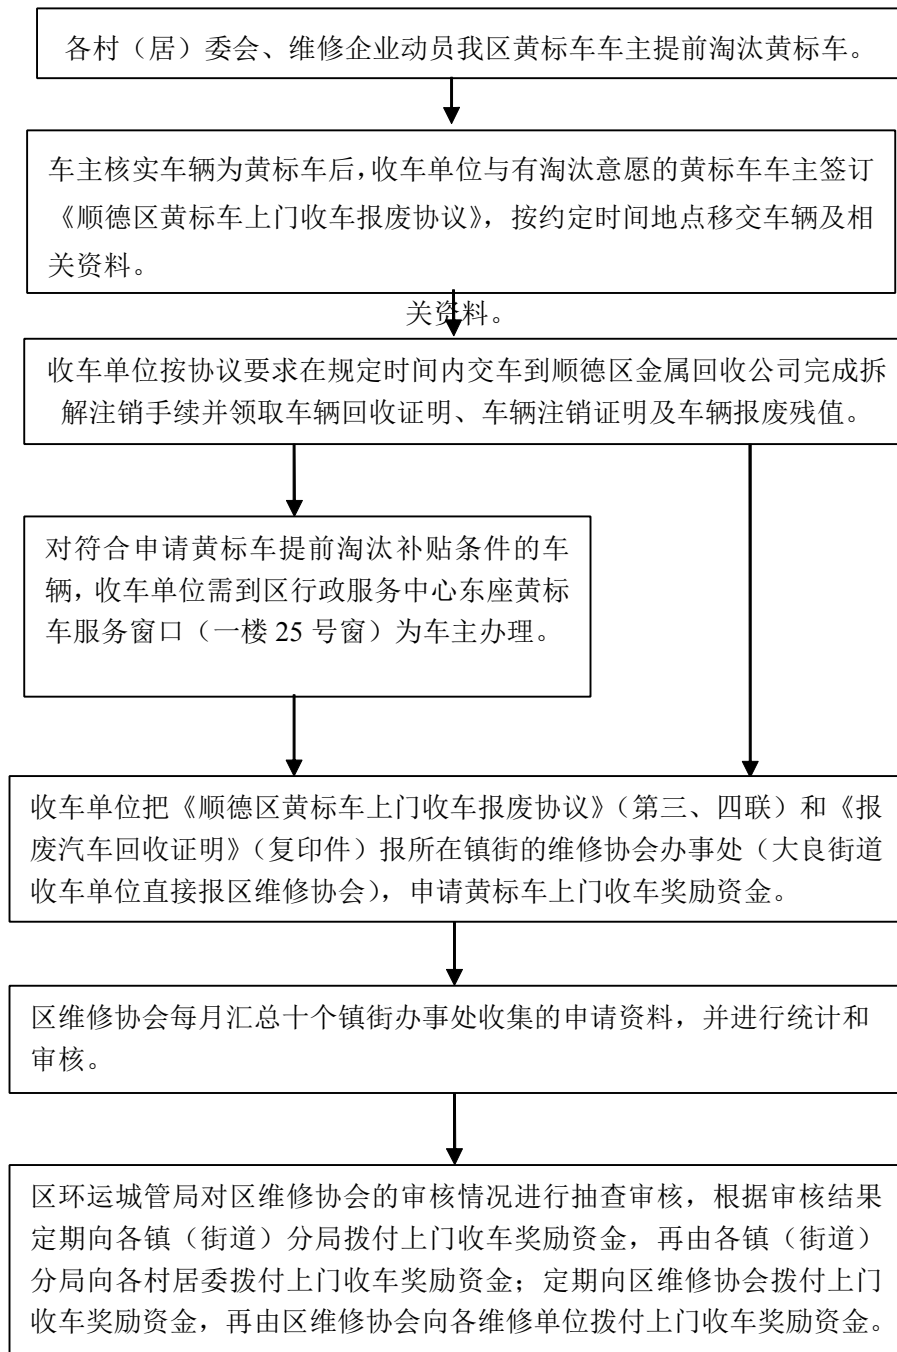 各村（居）委会、维修企业动员我区黄标车车主提前淘汰黄标车。
车主核实车辆为黄标车后，收车单位与有淘汰意愿的黄标车车主签订
《顺德区黄标车上门收车报废协议》，按约定时间地点移交车辆及相
关资料。
关资料。
收车单位按协议要求在规定时间内交车到顺德区金属回收公司完成拆
解注销手续并领取车辆回收证明、车辆注销证明及车辆报废残值。
对符合申请黄标车提前淘汰补贴条件的车
辆，收车单位需到区行政服务中心东座黄标
车服务窗口（一楼 25 号窗）为车主办理。
收车单位把《顺德区黄标车上门收车报废协议》（第三、四联）和《报
废汽车回收证明》（复印件）报所在镇街的维修协会办事处（大良街道
收车单位直接报区维修协会），申请黄标车上门收车奖励资金。
区维修协会每月汇总十个镇街办事处收集的申请资料，并进行统计和
审核。
区环运城管局对区维修协会的审核情况进行抽查审核，根据审核结果
定期向各镇（街道）分局拨付上门收车奖励资金，再由各镇（街道）
分局向各村居委拨付上门收车奖励资金；定期向区维修协会拨付上门
收车奖励资金，再由区维修协会向各维修单位拨付上门收车奖励资金。